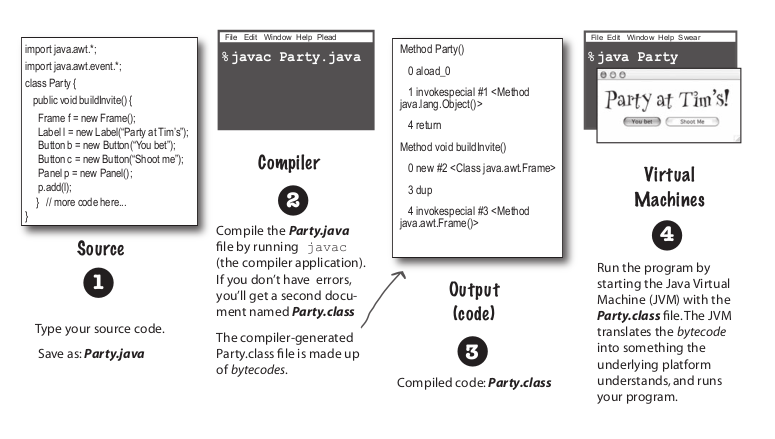 import java.awt.*;
import java.awt.event.*;
class Party {
public void buildInvite() {
Frame f = new Frame();
Label l = new Label(“Party at Tim’s”);
Button b = new Button(“You bet”);
Button c = new Button(“Shoot me”);
Panel p = new Panel();
p.add(l);
} // more code here...
}
Source
1
Type your source code.
Save as: Party.java
File Edit Window Help Plead
% javac Party.java
Compiler
2
Compile the Party.java
file by running javac
(the compiler application).
If you don’t have errors,
you’ll get a second docu-
ment named Party.class
The compiler-generated
Party.class file is made up
of bytecodes.
Method Party()
0 aload_0
1 invokespecial #1 <Method
java.lang.Object()>
4 return
Method void buildInvite()
0 new #2 <Class java.awt.Frame>
3 dup
4 invokespecial #3 <Method
java.awt.Frame()>
Output
(code)
3
Compiled code: Party.class
File Edit Window Help Swear
% java Party
Party at Tim’s!
You bet
Shoot Me
Virtual
Machines
4
Run the program by
starting the Java Virtual
Machine (JVM) with the
Party.class file. The JVM
translates the bytecode
into something the
underlying platform
understands, and runs
your program.